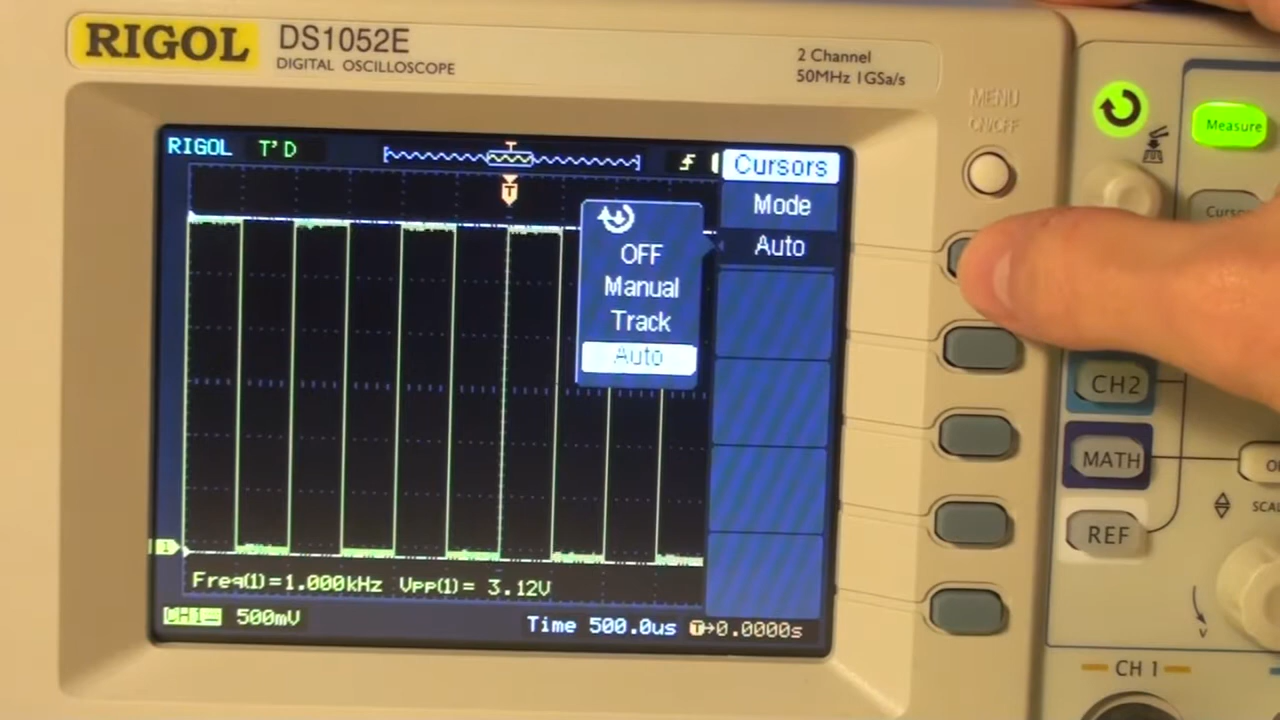 RIGOL DS1052E
DIGITAL OSCILLOSCOPE
2 Channel
50MHz 1GSa/s
MENU
ON/OFF
RIGOL T'D
T
T
Cursors
Mode
Auto
OFF
Manual
Track
Auto
1
Freq(1)=1.000kHz Vpp(1)= 3.12V
CH1 500mV
Time 500.0us T→0.0000s
Measure
CH2
MATH
REF
V
CH 1